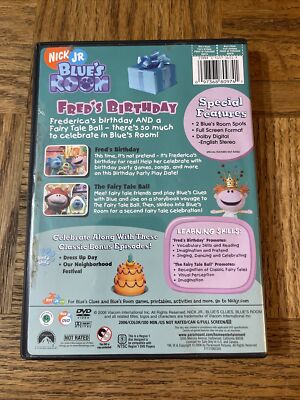 NICK JR
BLUE'S
ROOM
FRED'S BIRTHDAY
Frederica's birthday AND a
Fairy Tale Ball – there's so much
to celebrate in Blue's Room!
Fred's Birthday
This time, it's not pretend - it's Frederica's
birthday for real! Help her celebrate with
birthday party games, songs, and more
on this Birthday Party Play Date!
The Fairy Tale Ball
Meet fairy tale friends and play Blue's Clues
with Blue and Joe on a storybook voyage to
The Fairy Tale Ball. Then, skidoo into Blue's
Room for a second fairy tale celebration!
Celebrate Along With These
Classic Bonus Episodes!
• Dress Up Day
• Our Neighborhood
Festival
Special
Features
• 2 Blue's Room Spots
• Full Screen Format
• Dolby Digital
-English Stereo
LEARNING SKILLS:
"Fred's Birthday" Promotes:
• Vocabulary Skills and Reading
• Imagination and Pretend
• Singing, Dancing and Celebrating
"The Fairy Tale Ball" Promotes:
• Recognition of Classic Fairy Tales
• Visual Perception
• Imagination
For Blue's Clues and Blue's Room games, printables, activities and more, go to NickJr.com
NOT RATED
DVD